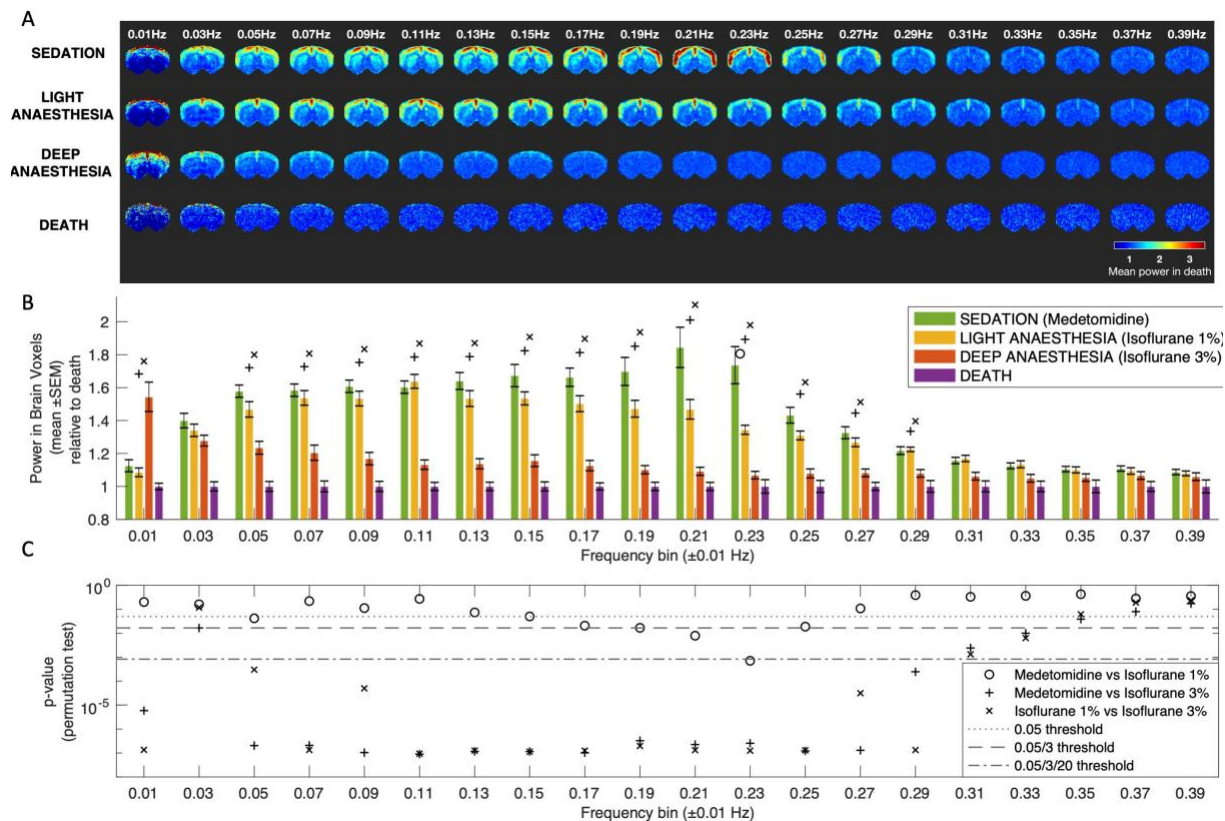 A
0.01Hz 0.03Hz 0.05Hz 0.07Hz 0.09Hz 0.11Hz 0.13Hz 0.15Hz 0.17Hz 0.19Hz 0.21Hz 0.23Hz 0.25Hz 0.27Hz 0.29Hz 0.31Hz 0.33Hz 0.35Hz 0.37Hz 0.39Hz
SEDATION
LIGHT
ANAESTHESIA
DEEP
ANAESTHESIA
DEATH
1 2 3
Mean power in death
B
Power in Brain Voxels
(mean ±SEM)
relative to death
2
1.8
1.6
1.4
1.2
1
0.8
SEDATION (Medetomidine)
LIGHT ANAESTHESIA (Isoflurane 1%)
DEEP ANAESTHESIA (Isoflurane 3%)
DEATH
0.01 0.03 0.05 0.07 0.09 0.11 0.13 0.15 0.17 0.19 0.21 0.23 0.25 0.27 0.29 0.31 0.33 0.35 0.37 0.39
Frequency bin (±0.01 Hz)
C
p-value
(permutation test)
10^0
10^-5
Medetomidine vs Isoflurane 1%
Medetomidine vs Isoflurane 3%
Isoflurane 1% vs Isoflurane 3%
0.05 threshold
0.05/3 threshold
0.05/3/20 threshold
0.01 0.03 0.05 0.07 0.09 0.11 0.13 0.15 0.17 0.19 0.21 0.23 0.25 0.27 0.29 0.31 0.33 0.35 0.37 0.39
Frequency bin (±0.01 Hz)